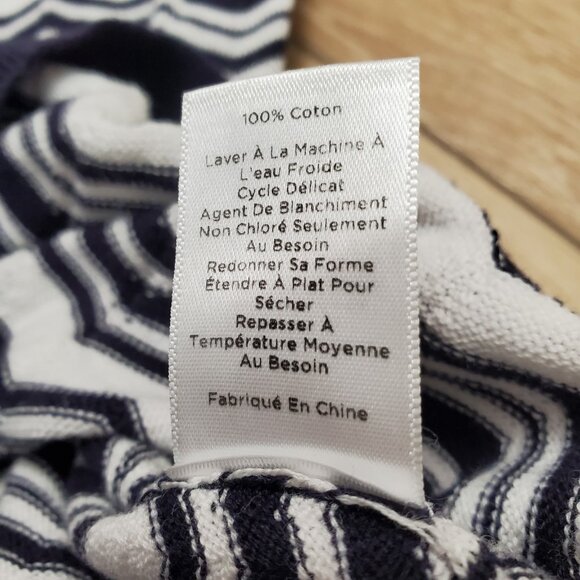 100% Coton
Laver À La Machine À
L'eau Froide
Cycle Délicat
Agent De Blanchiment
Non Chloré Seulement
Au Besoin
Redonner Sa Forme
Étendre À Plat Pour
Sécher
Repasser À
Température Moyenne
Au Besoin
Fabriqué En Chine